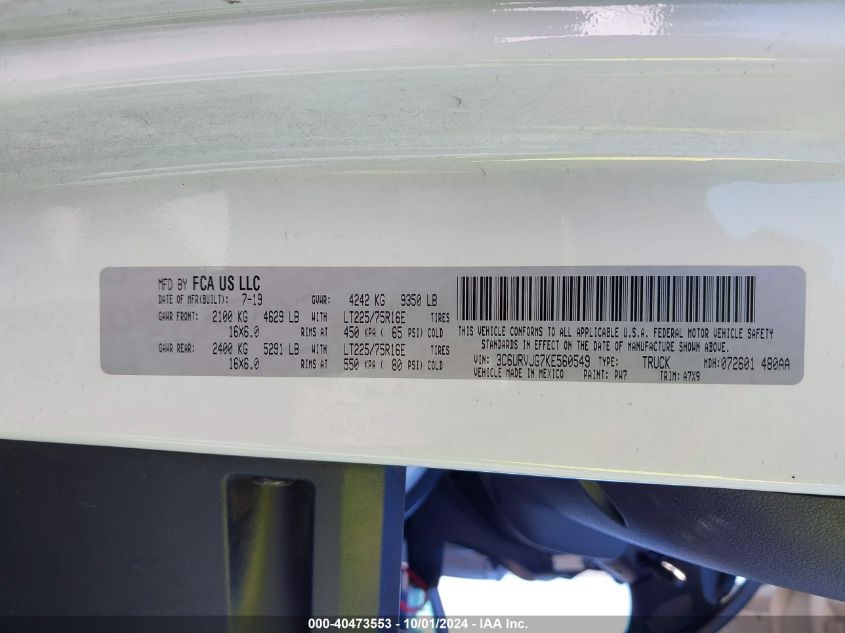 MFD BY FCA US LLC
DATE OF MFR(BUILT): 7-19 GVWR: 4242 KG 9350 LB
GAWR FRONT: 2100 KG 4629 LB WITH LT225/75R16E TIRES
16X6.0 RIMS AT 450 KPA ( 65 PSI) COLD
GAWR REAR: 2400 KG 5291 LB WITH LT225/75R16E TIRES
16X6.0 RIMS AT 550 KPA ( 80 PSI) COLD
THIS VEHICLE CONFORMS TO ALL APPLICABLE U.S.A. FEDERAL MOTOR VEHICLE SAFETY
STANDARDS IN EFFECT ON THE DATE OF MANUFACTURE SHOWN ABOVE.
VIN: 3C6URVJG7KE560549 TYPE: TRUCK MDH:072601 480AA
VEHICLE MADE IN MEXICO PAINT: PW7 TRIM: A7X9
000-40473553 - 10/01/2024 - IAA Inc.